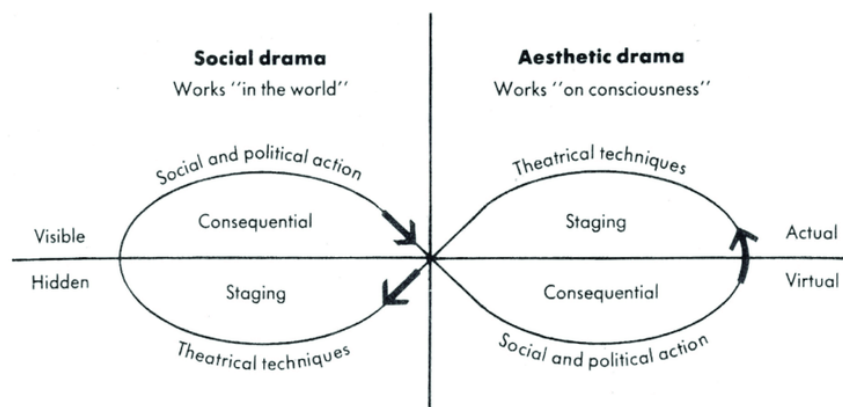 Social drama
Works "in the world"
Aesthetic drama
Works "on consciousness"
Social and political action
Theatrical techniques
Consequential
Staging
Visible
Actual
Hidden
Virtual
Staging
Consequential
Theatrical techniques
Social and political action